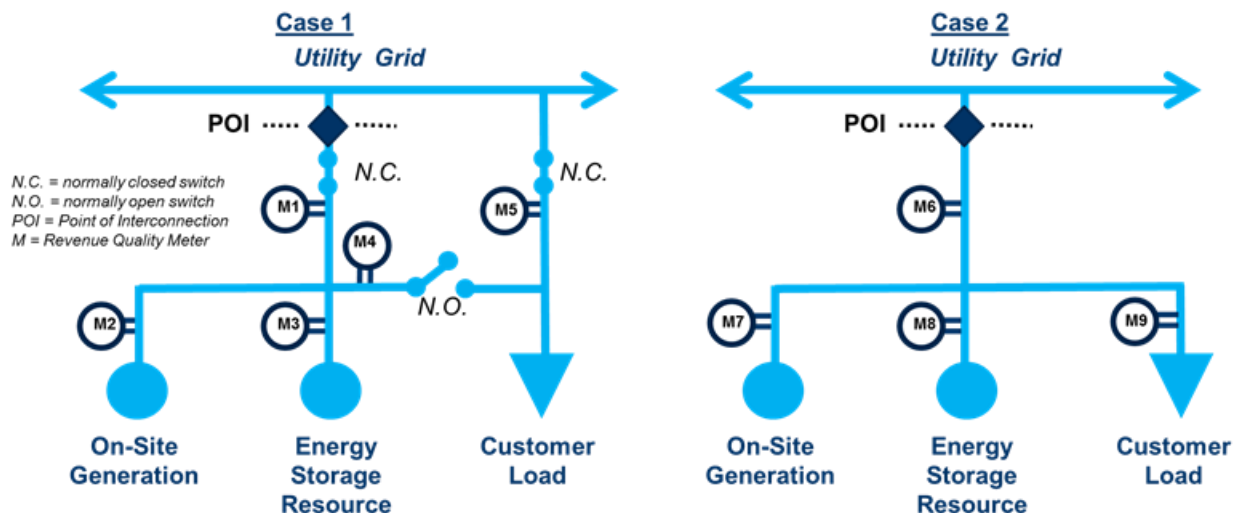 Case 1
Utility Grid
POI
N.C.
N.C.
N.C. = normally closed switch
N.O. = normally open switch
POI = Point of Interconnection
M = Revenue Quality Meter
M1
M5
M4
N.O.
M2
M3
On-Site
Generation
Energy
Storage
Resource
Customer
Load
Case 2
Utility Grid
POI
M6
M7
M8
M9
On-Site
Generation
Energy
Storage
Resource
Customer
Load